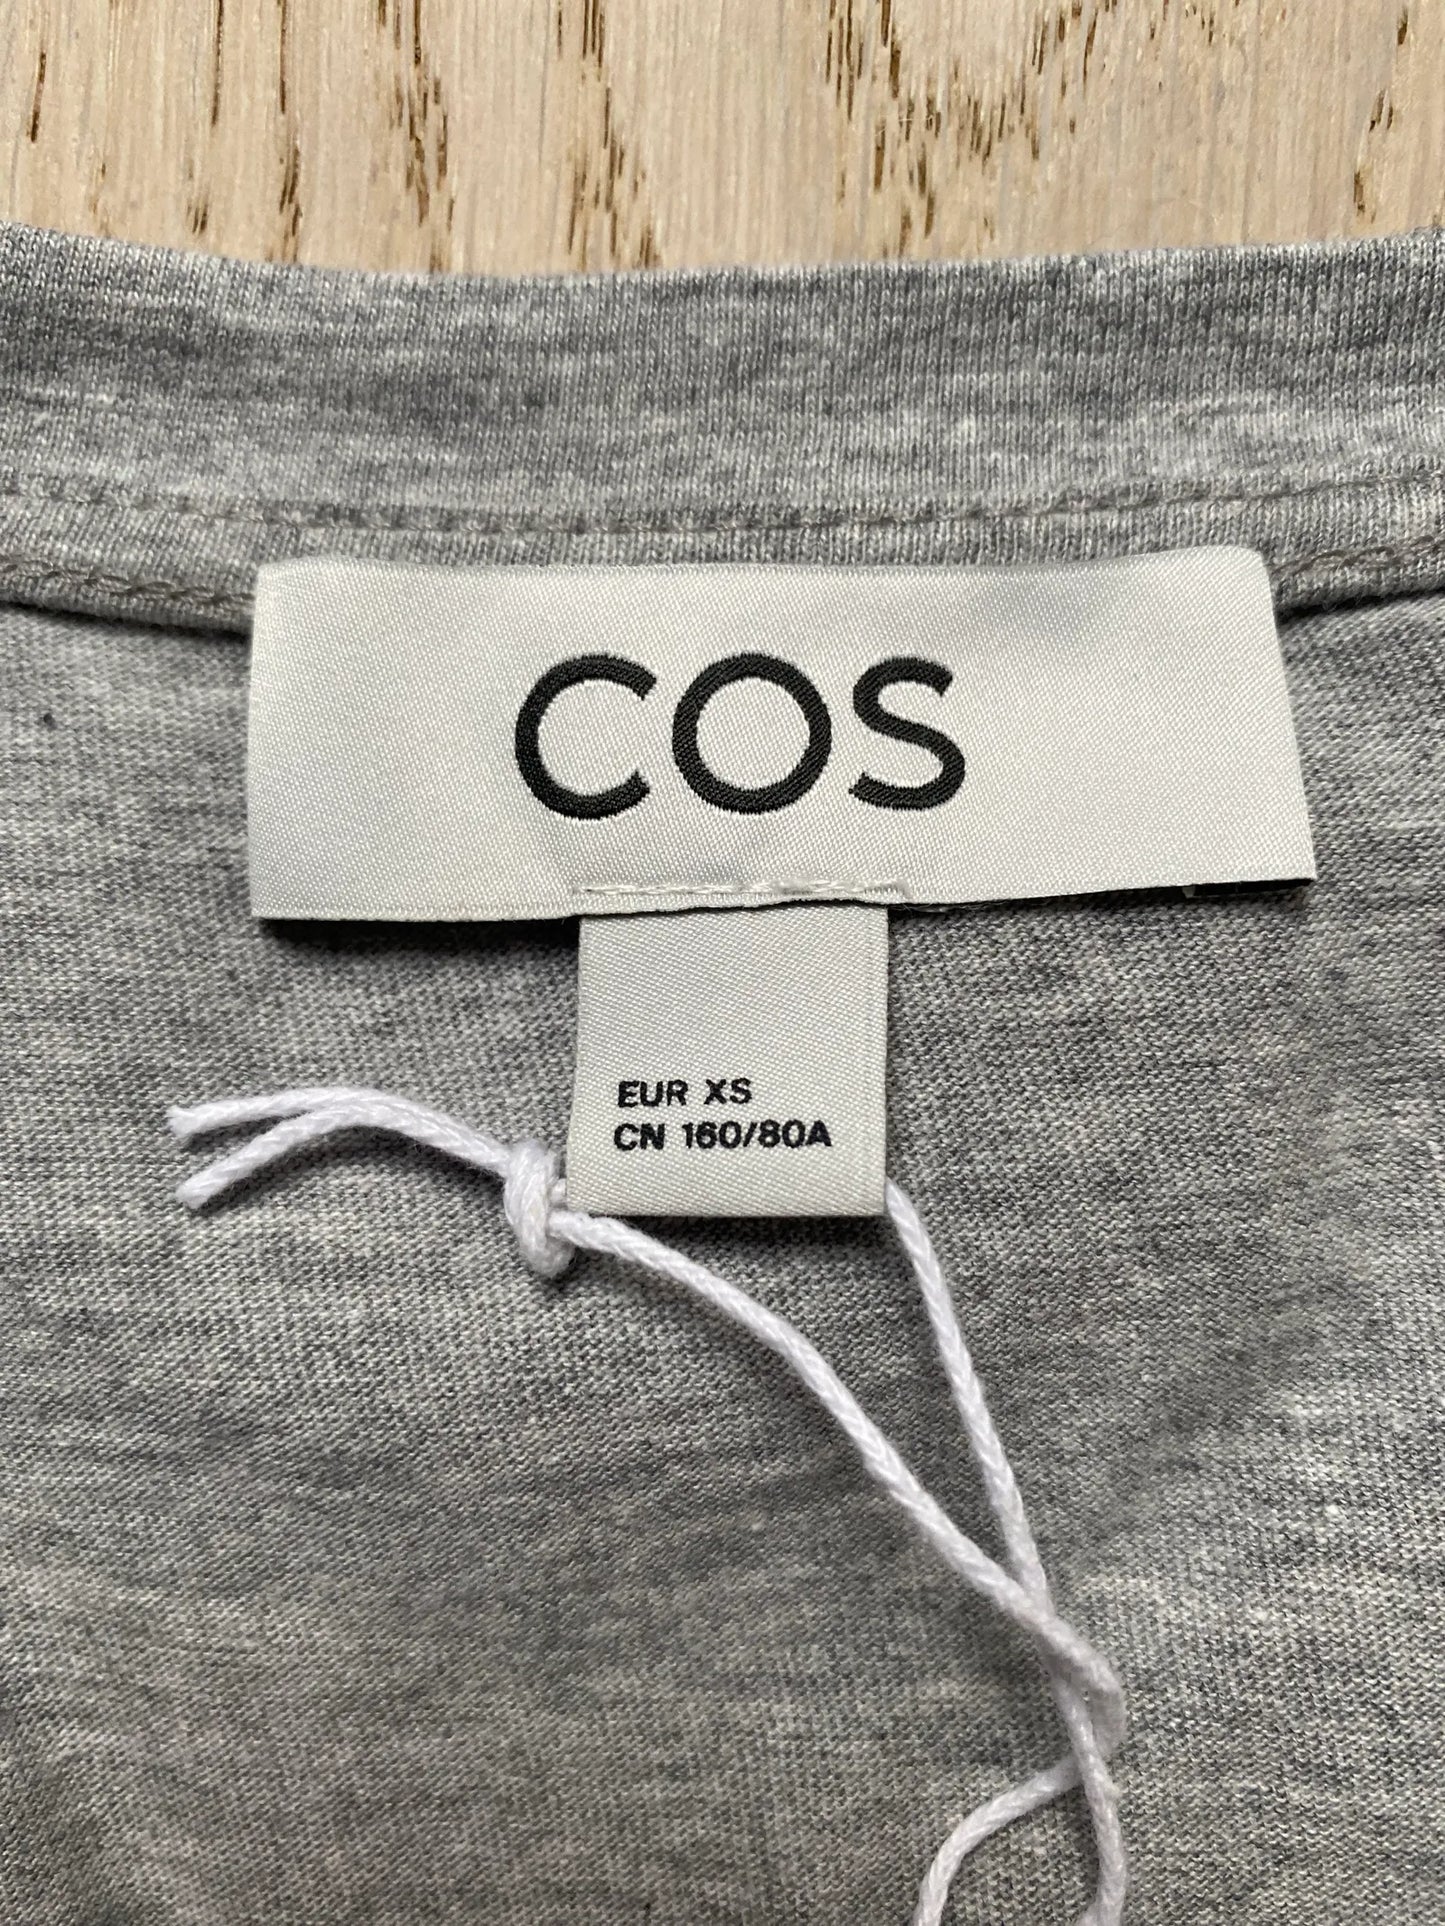 COS
EUR XS
CN 160/80A